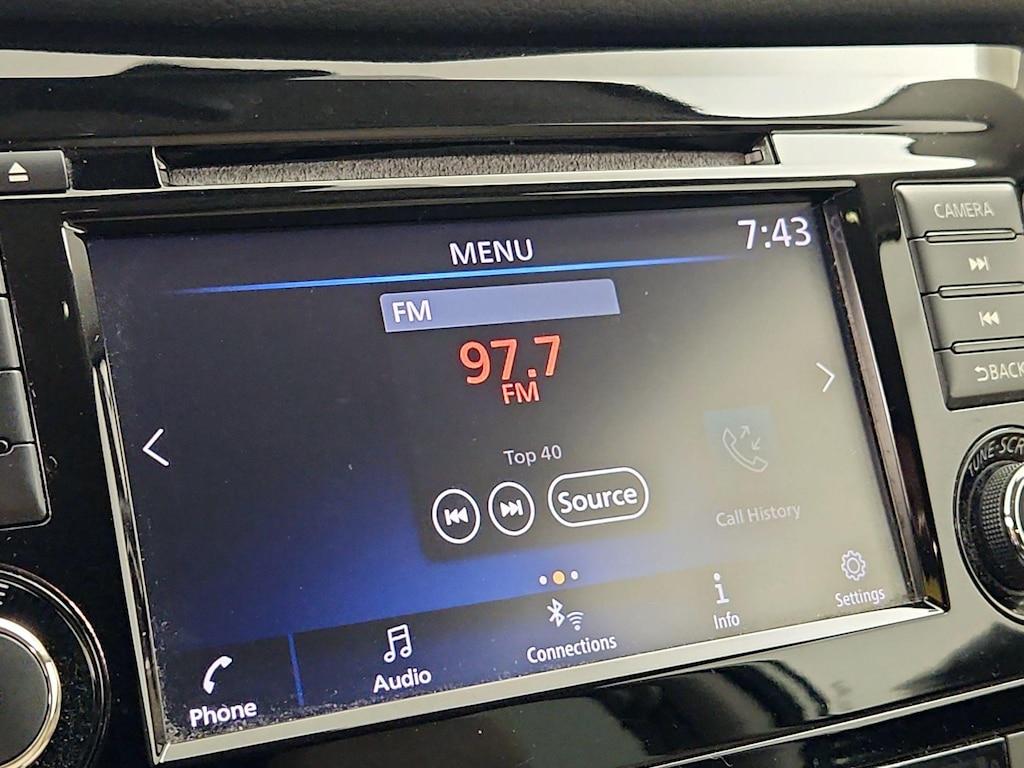 MENU
7:43
FM
97.7
FM
Top 40
Source
Call History
Phone
Audio
Connections
Info
Settings
CAMERA
BACK